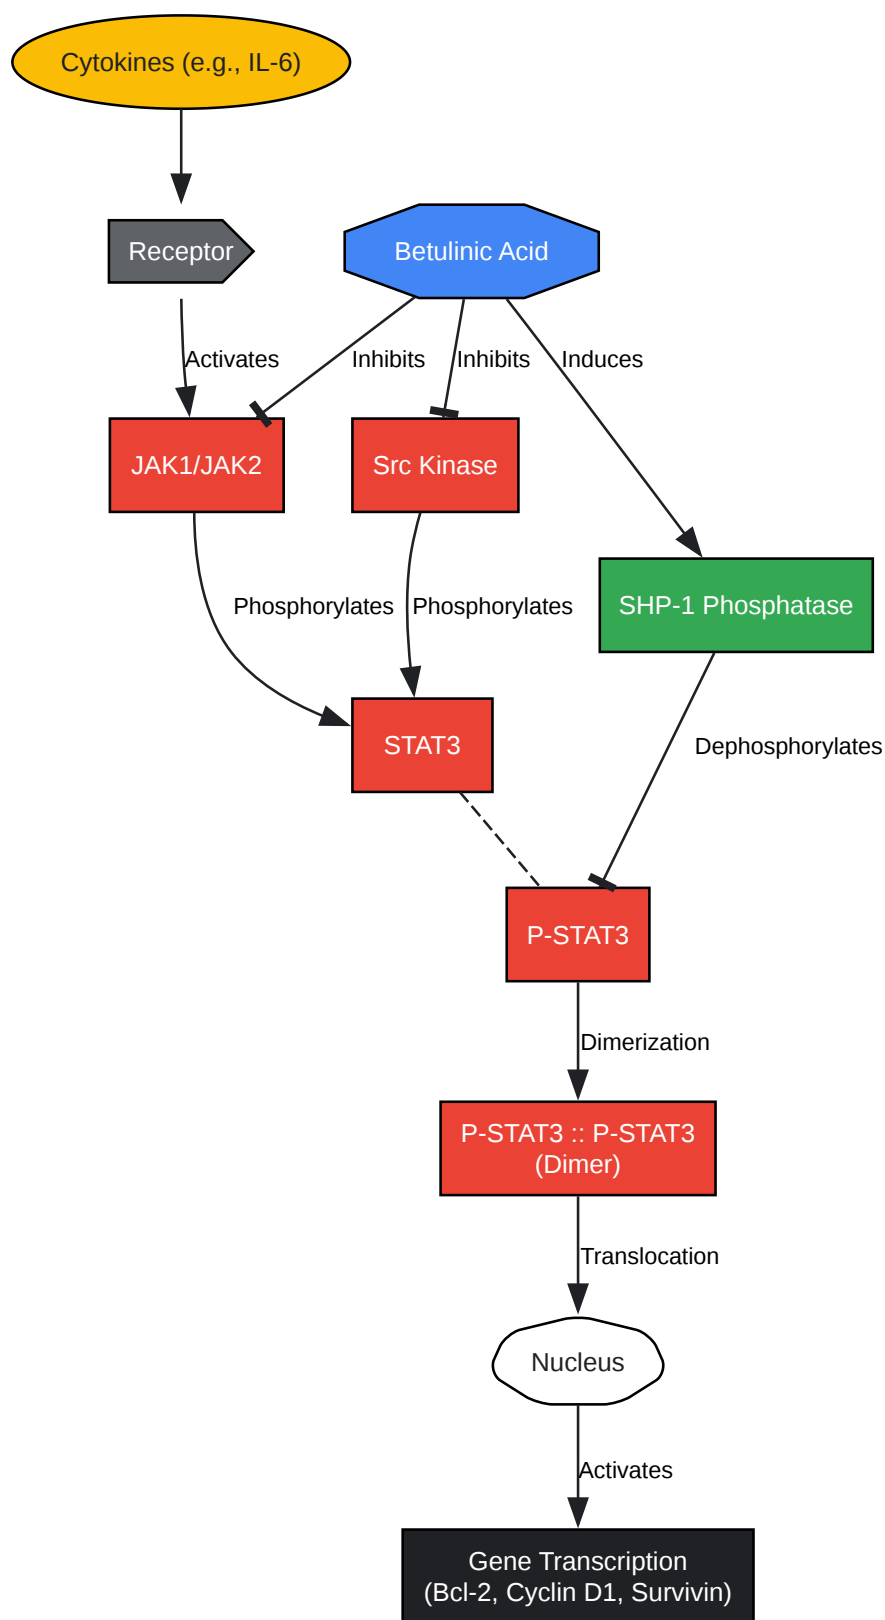 Cytokines (e.g., IL-6)
Receptor
Betulinic Acid
Activates
Inhibits
Inhibits
Induces
JAK1/JAK2
Src Kinase
Phosphorylates
Phosphorylates
SHP-1 Phosphatase
STAT3
Dephosphorylates
P-STAT3
Dimerization
P-STAT3 :: P-STAT3
(Dimer)
Translocation
Nucleus
Activates
Gene Transcription
(Bcl-2, Cyclin D1, Survivin)